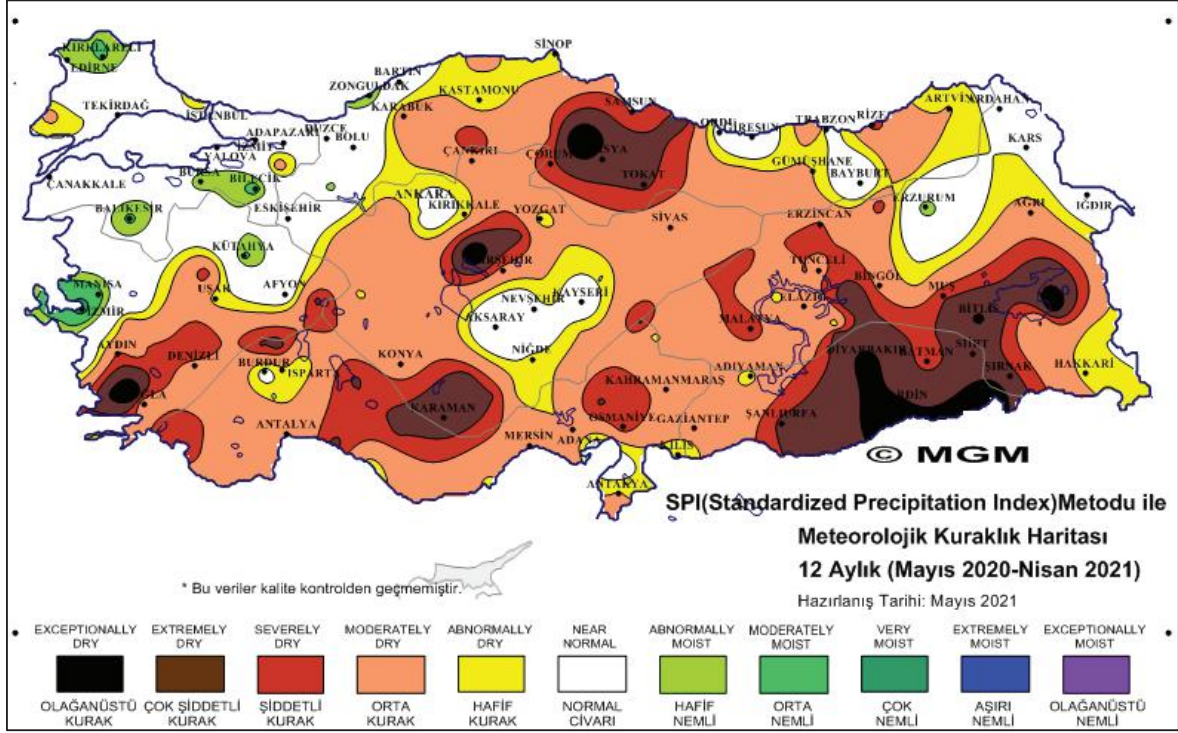 KIRKLARELİ
EDİRNE
TEKİRDAĞ
İSTANBUL
ZONGULDAK
BARTIN
KASTAMONU
KARABÜK
SİNOP
SAMSUN
ORDU
GİRESUN
TRABZON
RİZE
ARTVİN
ARDAHAN
KARS
ADAPAZARI
DÜZCE
BOLU
İZMİT
YALOVA
BURSA
BİLECİK
ÇANAKKALE
BALIKESİR
ESKİŞEHİR
ANKARA
KIRIKKALE
ÇANKIRI
ÇORUM
TOKAT
YOZGAT
SİVAS
GÜMÜŞHANE
BAYBURT
ERZURUM
ERZİNCAN
AĞRI
IĞDIR
KÜTAHYA
MANİSA
İZMİR
UŞAK
AFYON
NEVŞEHİR
KAYSERİ
AKSARAY
NİĞDE
TUNCELİ
BİNGÖL
MUŞ
ELAZIĞ
MALATYA
BİTLİS
AYDIN
DENİZLİ
BURDUR
ISPARTA
KONYA
KARAMAN
ANTALYA
MERSİN
ADANA
KAHRAMANMARAŞ
OSMANİYE
GAZİANTEP
ADIYAMAN
ŞANLIURFA
DİYARBAKIR
BATMAN
SİİRT
ŞIRNAK
HAKKARİ
KİLİS
ANTAKYA
© MGM
SPI(Standardized Precipitation Index)Metodu ile
Meteorolojik Kuraklık Haritası
12 Aylık (Mayıs 2020-Nisan 2021)
Hazırlanış Tarihi: Mayıs 2021
* Bu veriler kalite kontrolden geçmemiştir.
EXCEPTIONALLY DRY
EXTREMELY DRY
SEVERELY DRY
MODERATELY DRY
ABNORMALLY DRY
NEAR NORMAL
ABNORMALLY MOIST
MODERATELY MOIST
VERY MOIST
EXTREMELY MOIST
EXCEPTIONALLY MOIST
OLAĞANÜSTÜ KURAK
ÇOK ŞİDDETLİ KURAK
ŞİDDETLİ KURAK
ORTA KURAK
HAFİF KURAK
NORMAL CİVARI
HAFİF NEMLİ
ORTA NEMLİ
ÇOK NEMLİ
AŞIRI NEMLİ
OLAĞANÜSTÜ NEMLİ